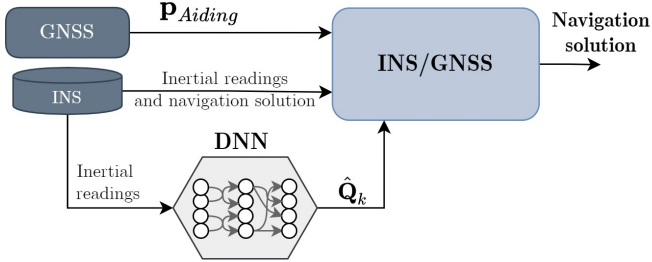 GNSS
𝐩_Aiding
INS/GNSS
Navigation
solution
INS
Inertial readings
and navigation solution
DNN
Inertial
readings
𝐐̂_k